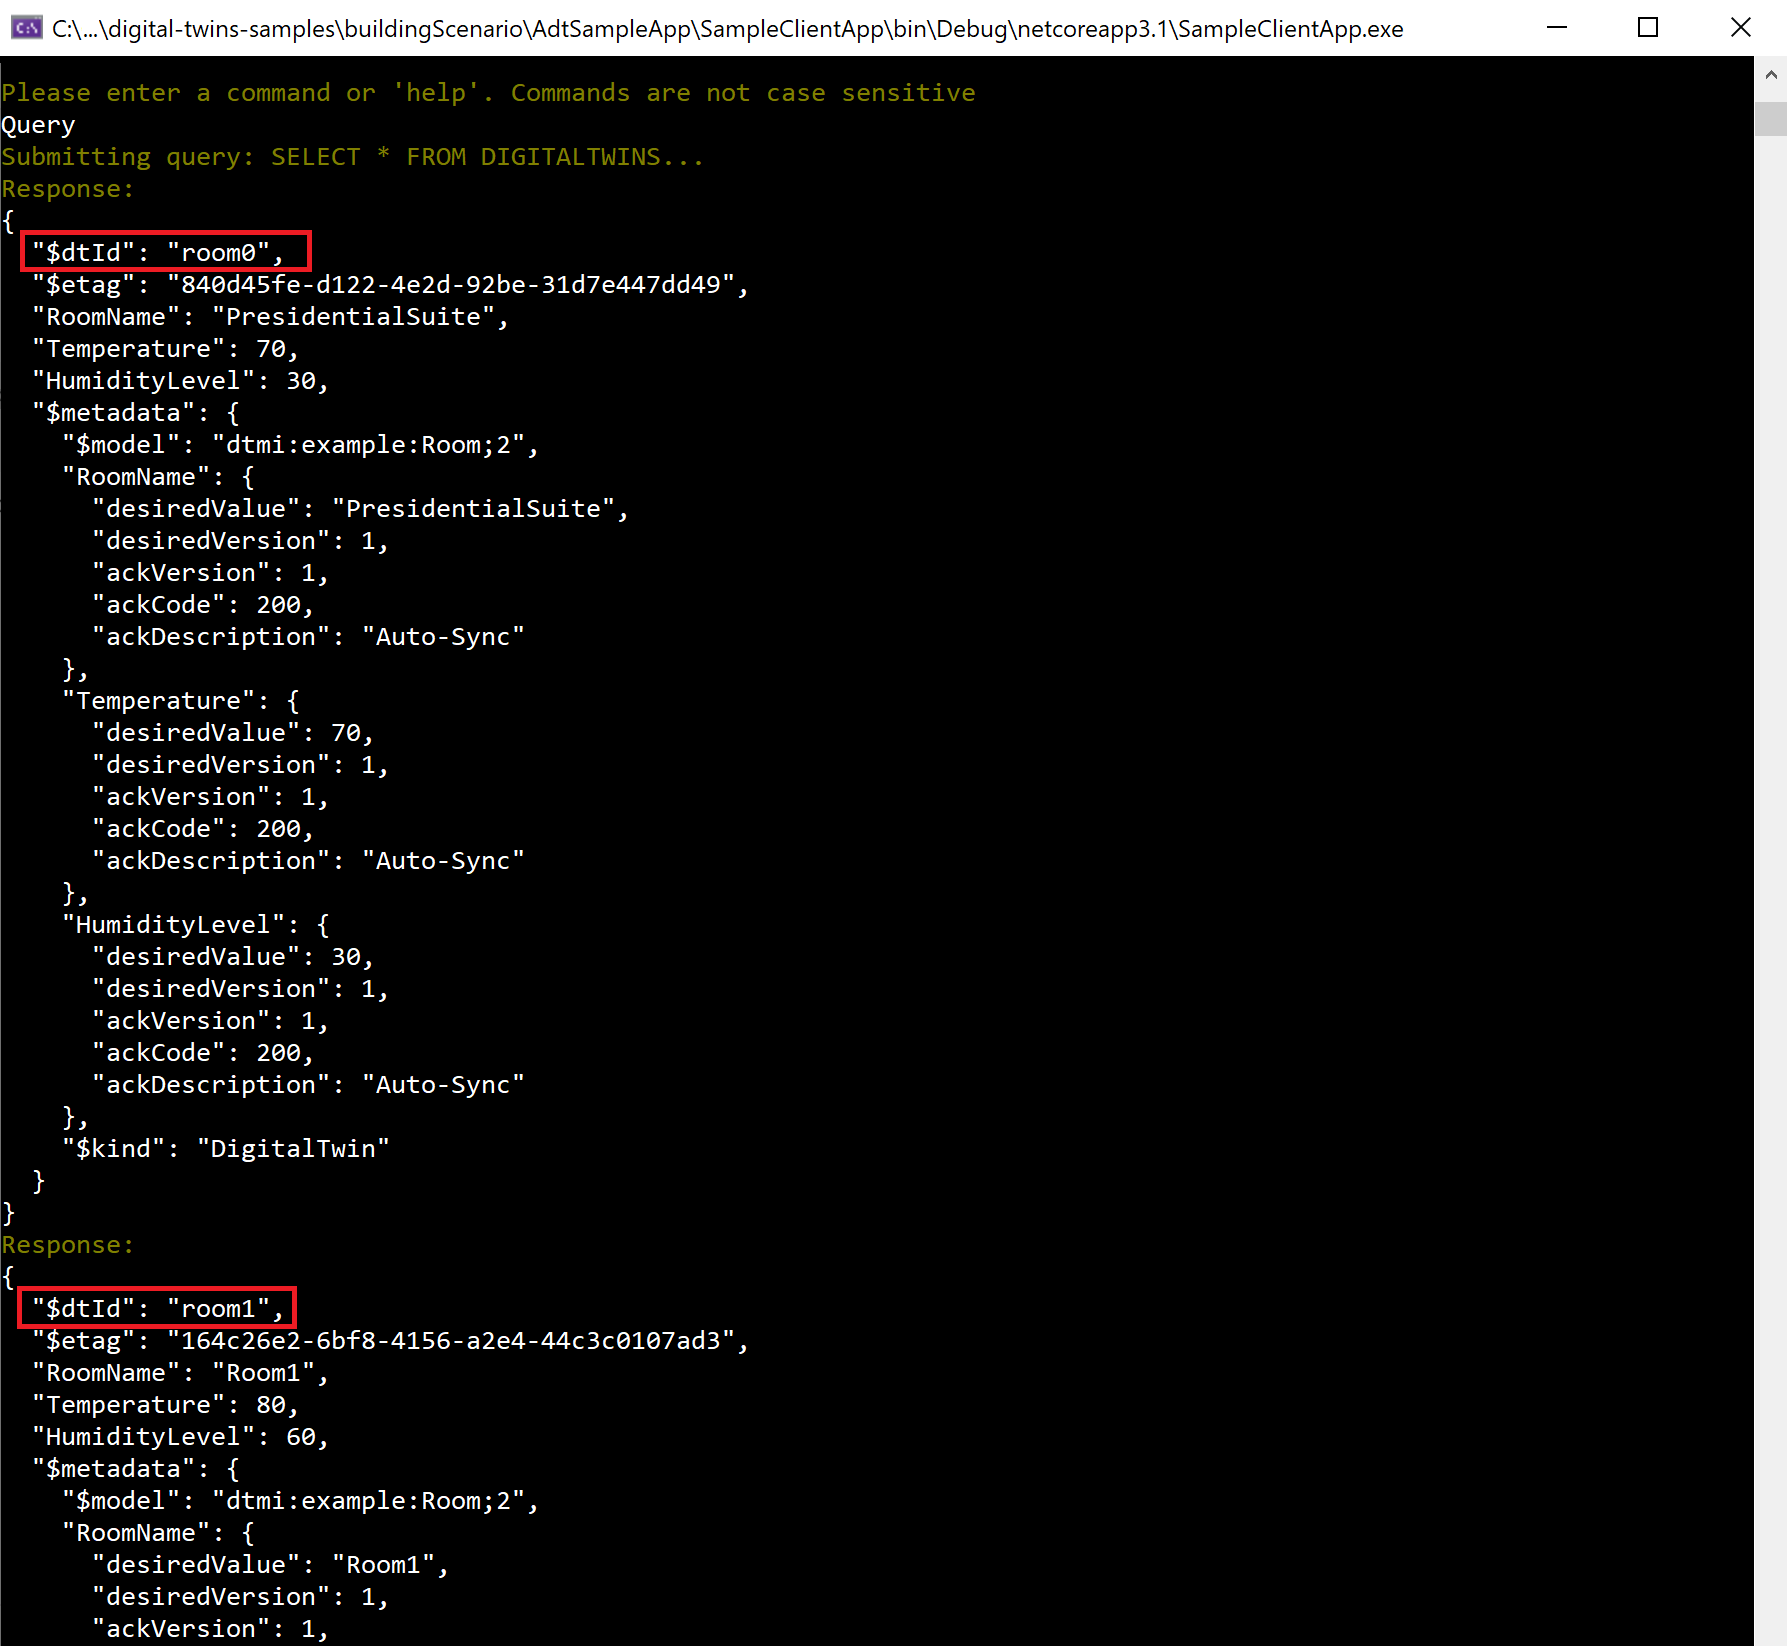 C:\...\digital-twins-samples\buildingScenario\AdtSampleApp\SampleClientApp\bin\Debug\netcoreapp3.1\SampleClientApp.exe
Please enter a command or 'help'. Commands are not case sensitive
Query
Submitting query: SELECT * FROM DIGITALTWINS...
Response:
{
  "$dtId": "room0",
  "$etag": "840d45fe-d122-4e2d-92be-31d7e447dd49",
  "RoomName": "PresidentialSuite",
  "Temperature": 70,
  "HumidityLevel": 30,
  "$metadata": {
    "$model": "dtmi:example:Room;2",
    "RoomName": {
      "desiredValue": "PresidentialSuite",
      "desiredVersion": 1,
      "ackVersion": 1,
      "ackCode": 200,
      "ackDescription": "Auto-Sync"
    },
    "Temperature": {
      "desiredValue": 70,
      "desiredVersion": 1,
      "ackVersion": 1,
      "ackCode": 200,
      "ackDescription": "Auto-Sync"
    },
    "HumidityLevel": {
      "desiredValue": 30,
      "desiredVersion": 1,
      "ackVersion": 1,
      "ackCode": 200,
      "ackDescription": "Auto-Sync"
    },
    "$kind": "DigitalTwin"
  }
}
Response:
{
  "$dtId": "room1",
  "$etag": "164c26e2-6bf8-4156-a2e4-44c3c0107ad3",
  "RoomName": "Room1",
  "Temperature": 80,
  "HumidityLevel": 60,
  "$metadata": {
    "$model": "dtmi:example:Room;2",
    "RoomName": {
      "desiredValue": "Room1",
      "desiredVersion": 1,
      "ackVersion": 1,